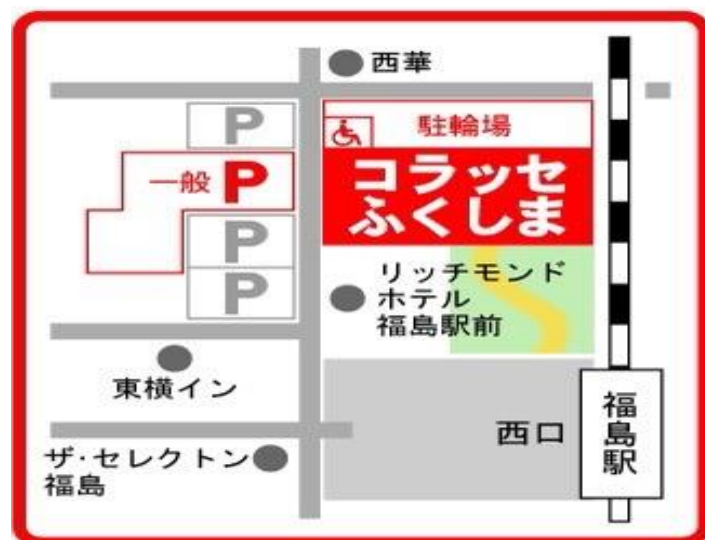 西華
P
駐輪場
一般 P
コラッセ
ふくしま
P
P
リッチモンド
ホテル
福島駅前
東横イン
西口
福島駅
ザ・セレクトン
福島